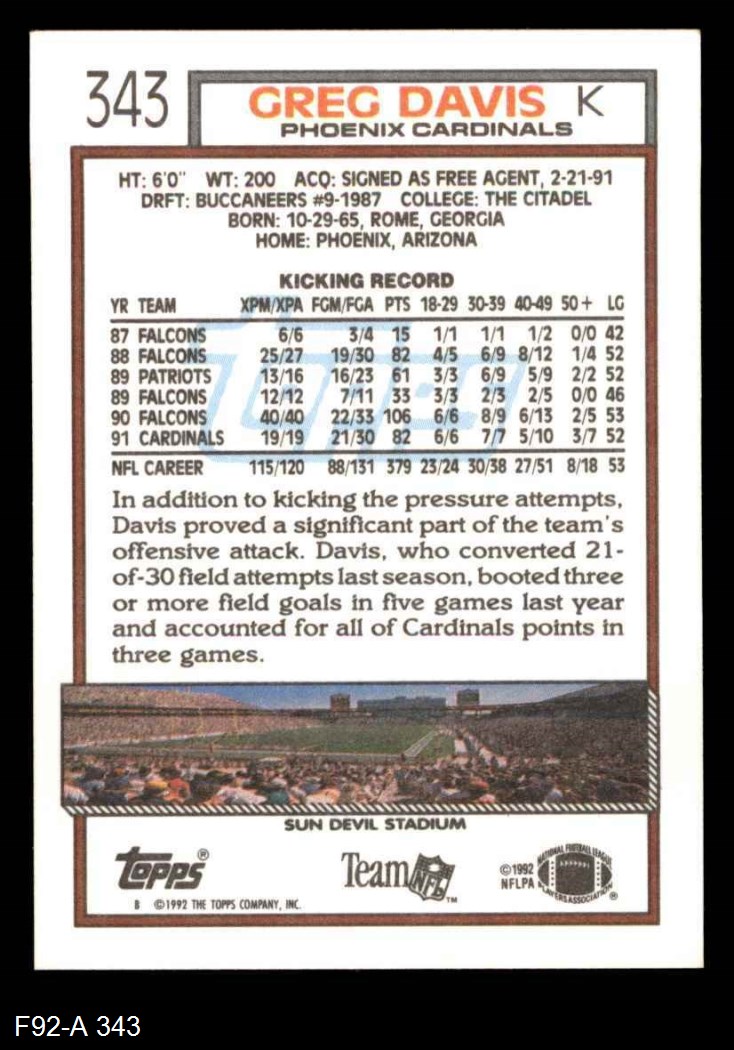 343
GREG DAVIS K
PHOENIX CARDINALS
HT: 6'0" WT: 200 ACQ: SIGNED AS FREE AGENT, 2-21-91
DRFT: BUCCANEERS #9-1987 COLLEGE: THE CITADEL
BORN: 10-29-65, ROME, GEORGIA
HOME: PHOENIX, ARIZONA
KICKING RECORD
YR TEAM XPM/XPA FGM/FGA PTS 18-29 30-39 40-49 50+ LG
87 FALCONS 6/6 3/4 15 1/1 1/1 1/2 0/0 42
88 FALCONS 25/27 19/30 82 4/5 6/9 8/12 1/4 52
89 PATRIOTS 13/16 16/23 61 3/3 6/9 5/9 2/2 52
89 FALCONS 12/12 7/11 33 3/3 2/3 2/5 0/0 46
90 FALCONS 40/40 22/33 106 6/6 8/9 6/13 2/5 53
91 CARDINALS 19/19 21/30 82 6/6 7/7 5/10 3/7 52
NFL CAREER 115/120 88/131 379 23/24 30/38 27/51 8/18 53
topps
In addition to kicking the pressure attempts,
Davis proved a significant part of the team's
offensive attack. Davis, who converted 21-
of-30 field attempts last season, booted three
or more field goals in five games last year
and accounted for all of Cardinals points in
three games.
SUN DEVIL STADIUM
topps®
Team NFL™
©1992
NFLPA
NATIONAL FOOTBALL LEAGUE
PLAYERS ASSOCIATION ®
B ©1992 THE TOPPS COMPANY, INC.
F92-A 343